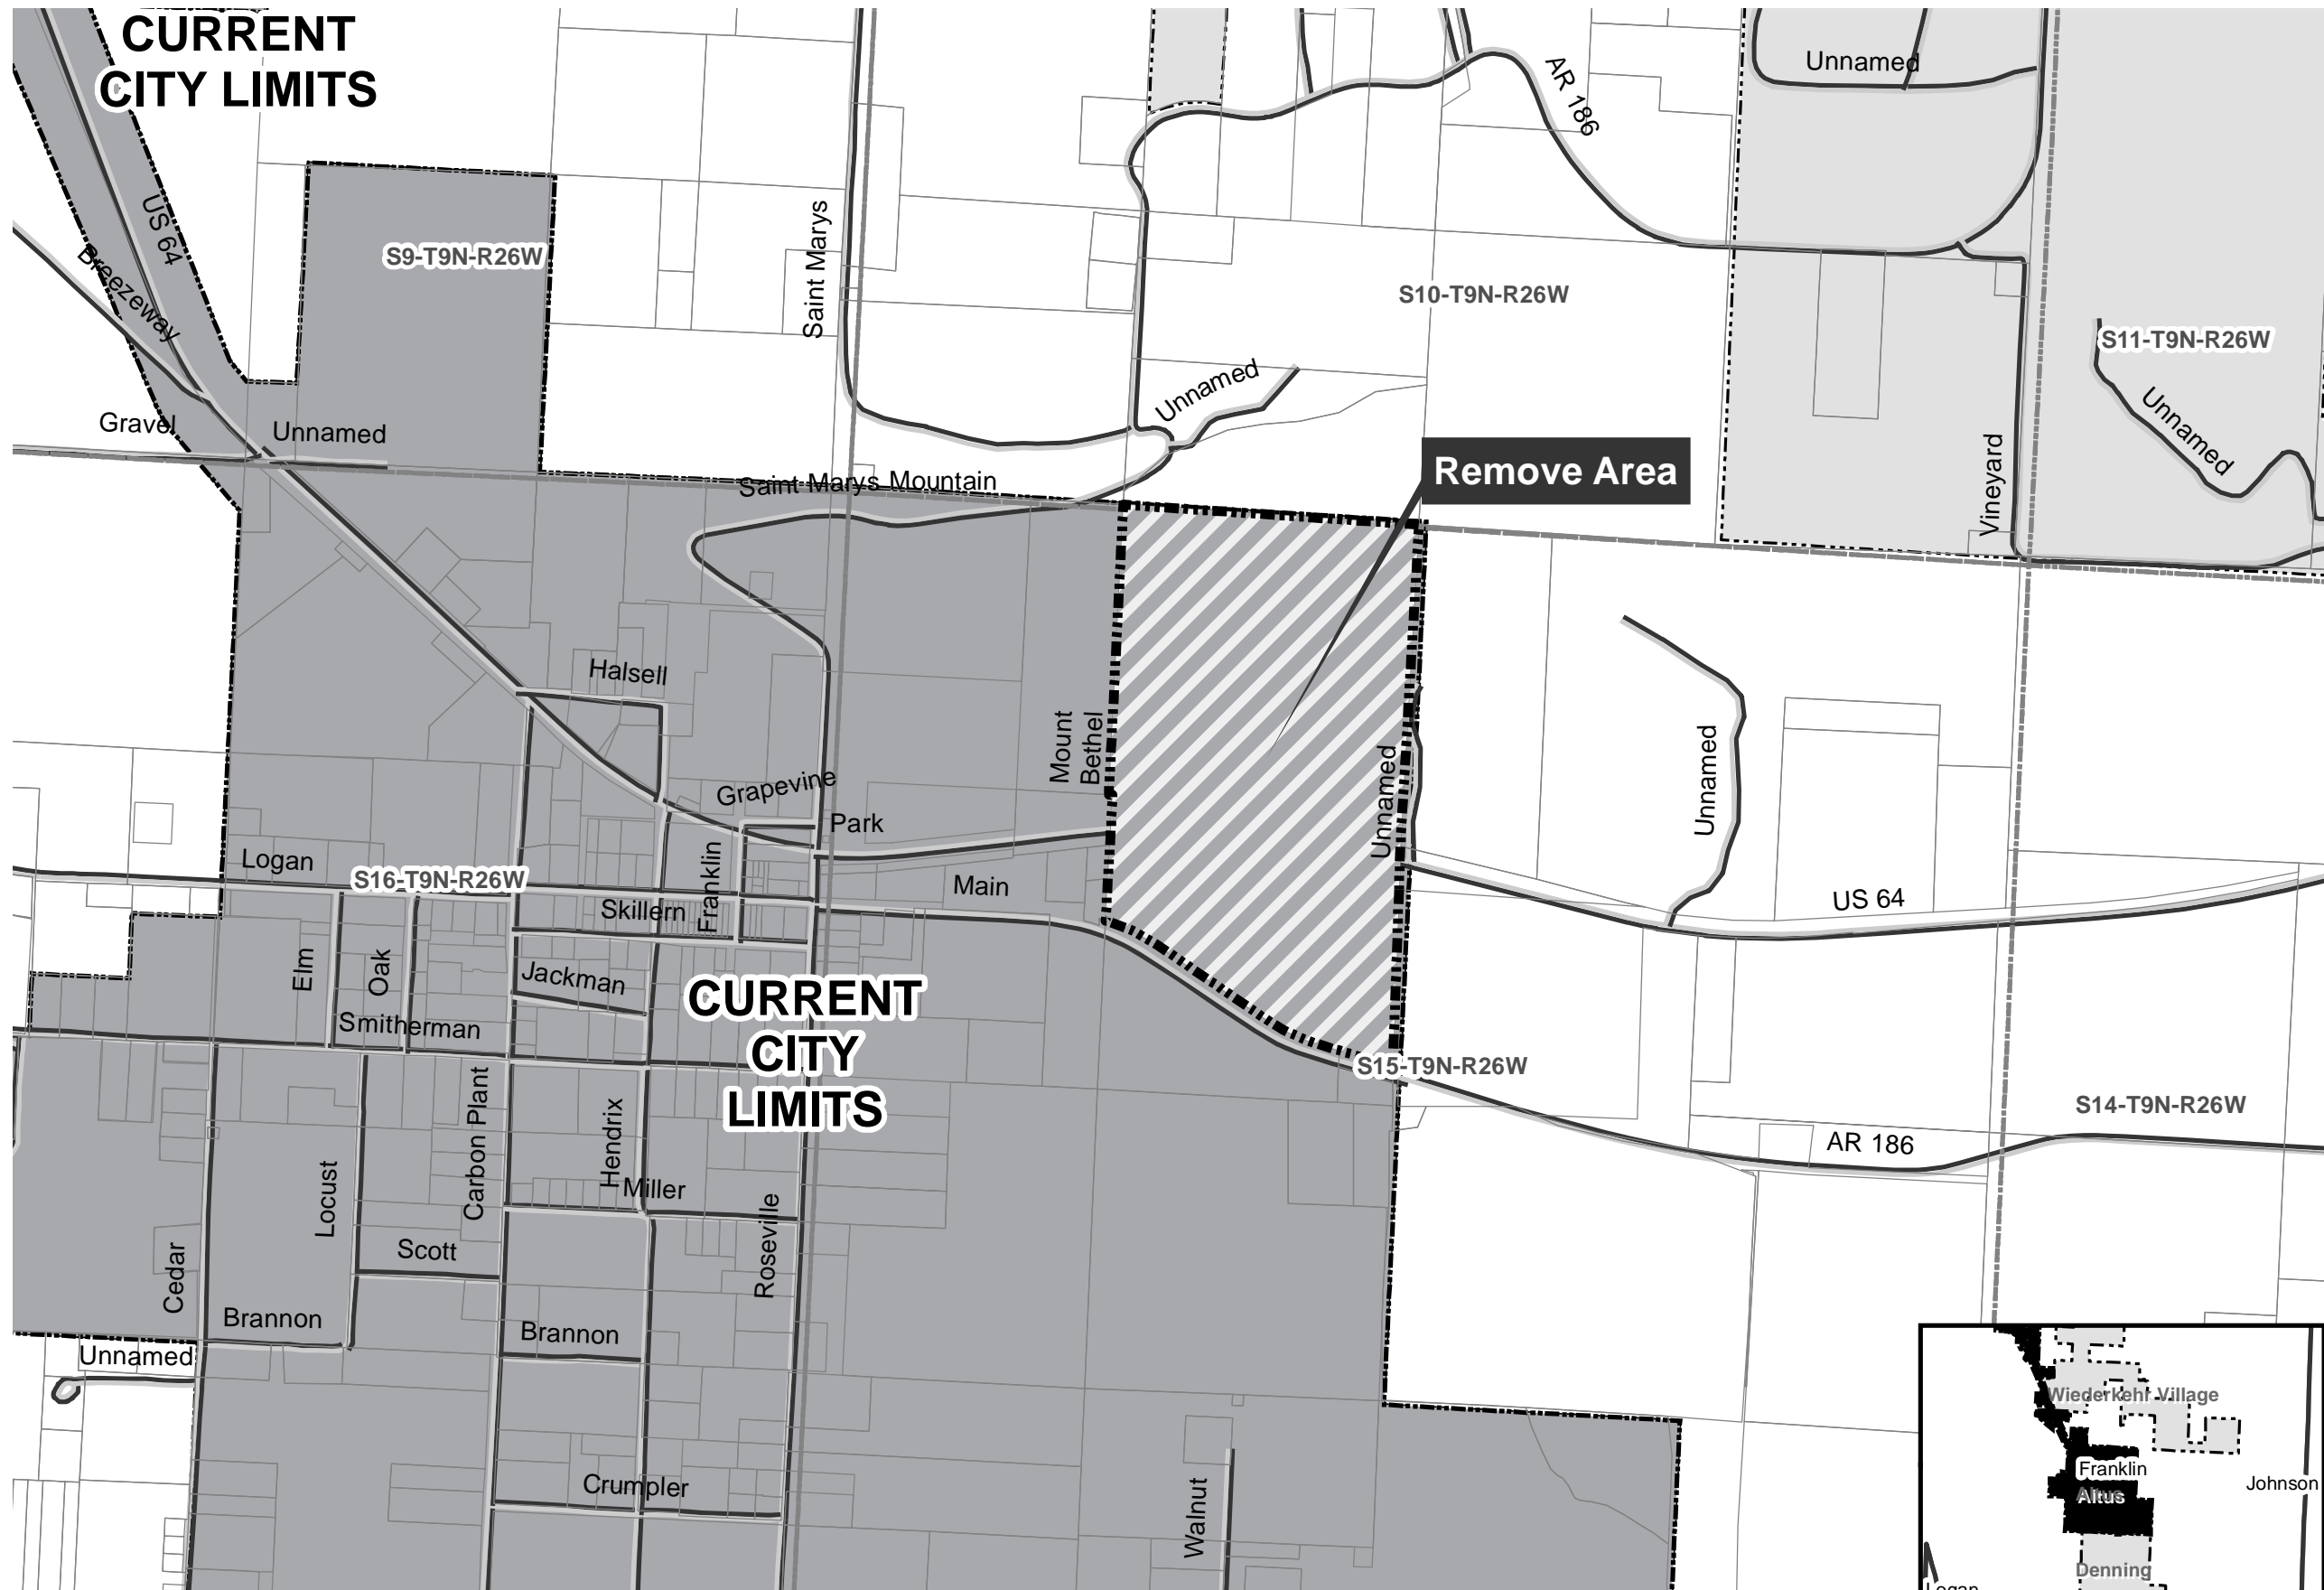 CURRENT
CITY LIMITS
Unnamed
AR 186
US 64
Breezeway
S9-T9N-R26W
Saint Marys
S10-T9N-R26W
S11-T9N-R26W
Unnamed
Unnamed
Gravel
Unnamed
Vineyard
Saint Marys Mountain
Remove Area
Halsell
Mount
Bethel
Unnamed
Unnamed
Grapevine
Park
Logan
S16-T9N-R26W
Franklin
Main
US 64
Skillern
Elm
Oak
Jackman
Smitherman
CURRENT
CITY
LIMITS
S15-T9N-R26W
S14-T9N-R26W
AR 186
Carbon Plant
Hendrix
Locust
Miller
Roseville
Cedar
Scott
Brannon
Brannon
Unnamed
Crumpler
Walnut
Wiederkehr Village
Franklin
Johnson
Altus
Denning
Logan